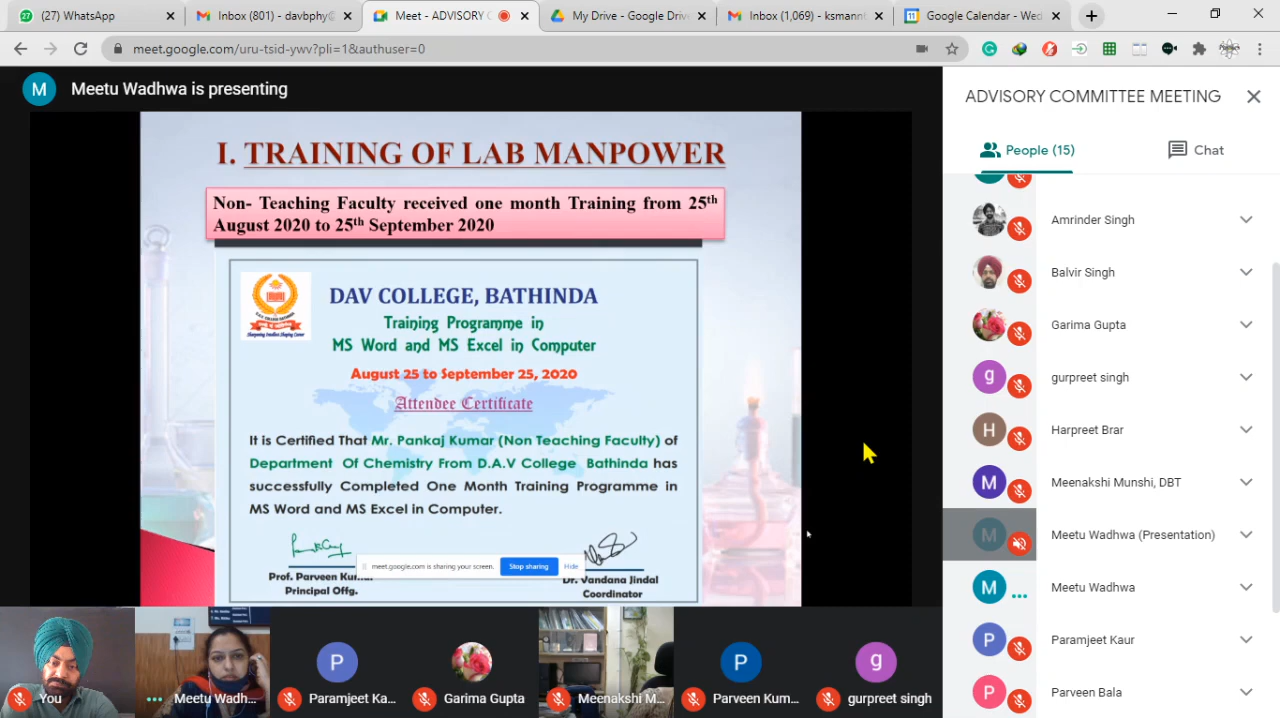 (27) WhatsApp
Inbox (801) - davbphy@
Meet - ADVISORY C
My Drive - Google Driv
Inbox (1,069) - ksmannt
Google Calendar - Wed
meet.google.com/uru-tsid-ywv?pli=1&authuser=0
M
Meetu Wadhwa is presenting
I. TRAINING OF LAB MANPOWER
Non- Teaching Faculty received one month Training from 25th
August 2020 to 25th September 2020
DAV COLLEGE, BATHINDA
Training Programme in
MS Word and MS Excel in Computer
August 25 to September 25, 2020
Attendee Certificate
It is Certified That Mr. Pankaj Kumar (Non Teaching Faculty) of
Department Of Chemistry From D.A.V College Bathinda has
successfully Completed One Month Training Programme in
MS Word and MS Excel in Computer.
meet.google.com is sharing your screen.
Stop sharing
Hide
Prof. Parveen Kum
Principal Offg.
Dr. Vandana Jindal
Coordinator
You
Meetu Wadh...
P
Paramjeet Ka...
Garima Gupta
Meenakshi M...
P
Parveen Kum...
g
gurpreet singh
ADVISORY COMMITTEE MEETING
People (15)
Chat
Amrinder Singh
Balvir Singh
Garima Gupta
g
gurpreet singh
H
Harpreet Brar
M
Meenakshi Munshi, DBT
M
Meetu Wadhwa (Presentation)
M
Meetu Wadhwa
P
Paramjeet Kaur
P
Parveen Bala